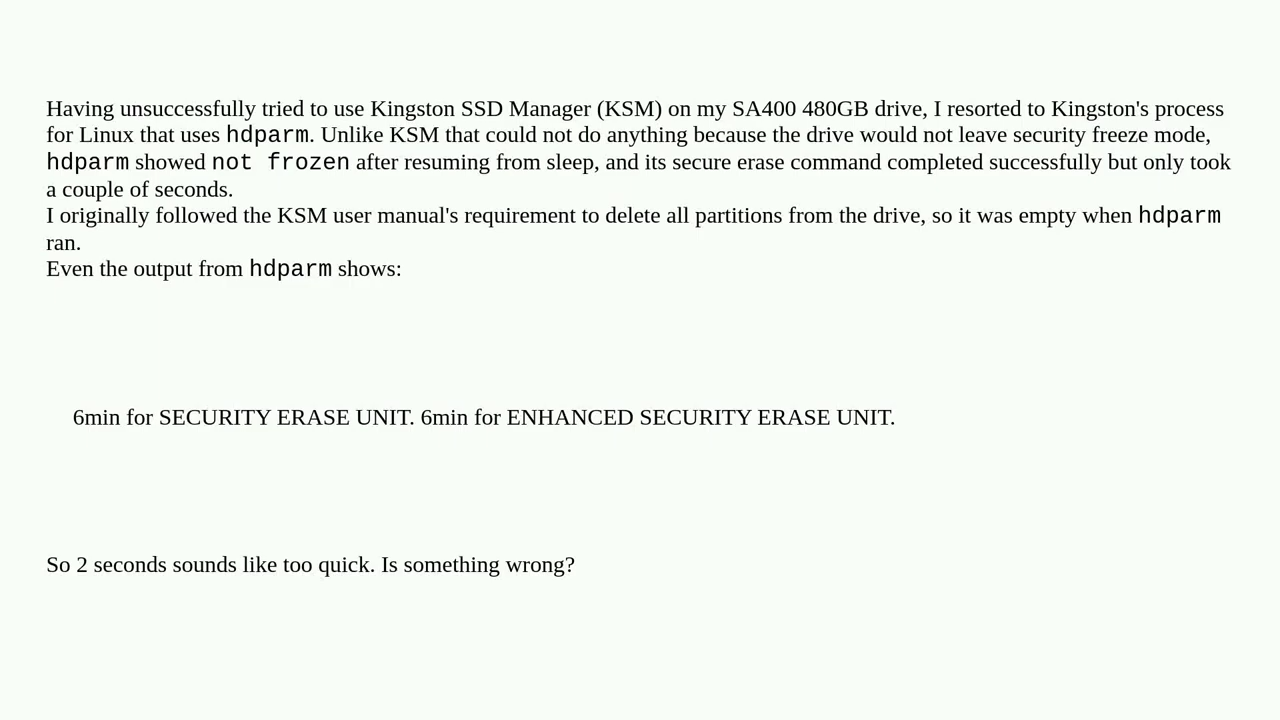 Having unsuccessfully tried to use Kingston SSD Manager (KSM) on my SA400 480GB drive, I resorted to Kingston's process
for Linux that uses hdparm. Unlike KSM that could not do anything because the drive would not leave security freeze mode,
hdparm showed not frozen after resuming from sleep, and its secure erase command completed successfully but only took
a couple of seconds.
I originally followed the KSM user manual's requirement to delete all partitions from the drive, so it was empty when hdparm
ran.
Even the output from hdparm shows:
6min for SECURITY ERASE UNIT. 6min for ENHANCED SECURITY ERASE UNIT.
So 2 seconds sounds like too quick. Is something wrong?